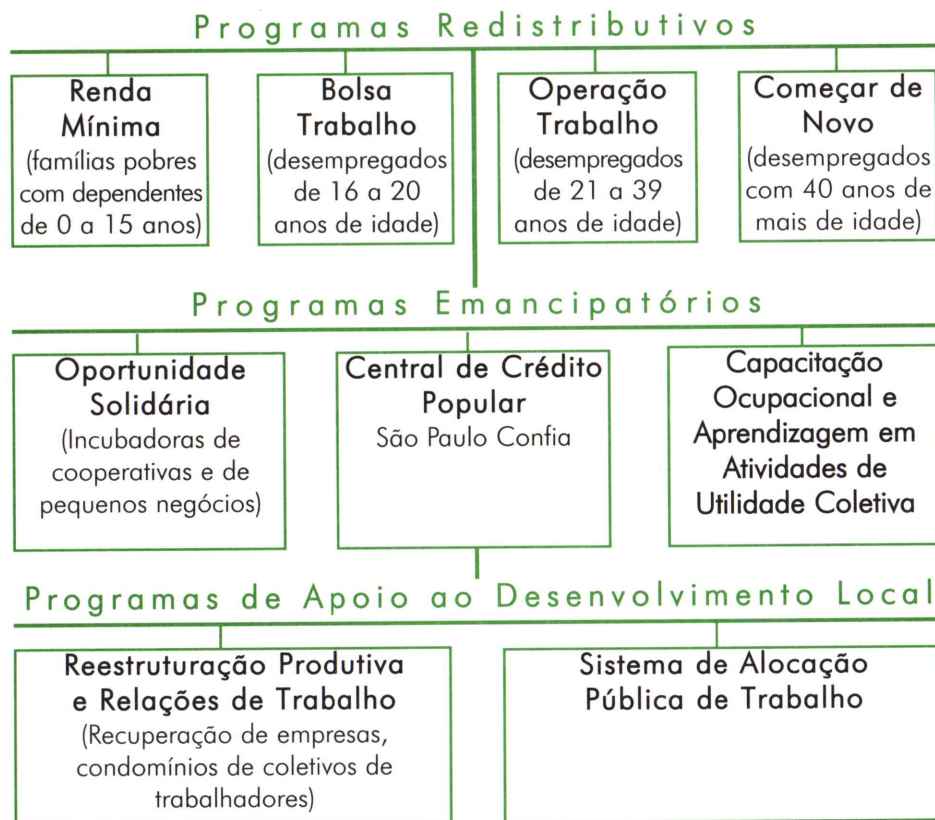 Programas Redistributivos
Renda
Mínima
(famílias pobres
com dependentes
de 0 a 15 anos)
Bolsa
Trabalho
(desempregados
de 16 a 20
anos de idade)
Operação
Trabalho
(desempregados
de 21 a 39
anos de idade)
Começar de
Novo
(desempregados
com 40 anos de
mais de idade)
Programas Emancipatórios
Oportunidade
Solidária
(Incubadoras de
cooperativas e de
pequenos negócios)
Central de Crédito
Popular
São Paulo Confia
Capacitação
Ocupacional e
Aprendizagem em
Atividades de
Utilidade Coletiva
Programas de Apoio ao Desenvolvimento Local
Reestruturação Produtiva
e Relações de Trabalho
(Recuperação de empresas,
condomínios de coletivos de
trabalhadores)
Sistema de Alocação
Pública de Trabalho